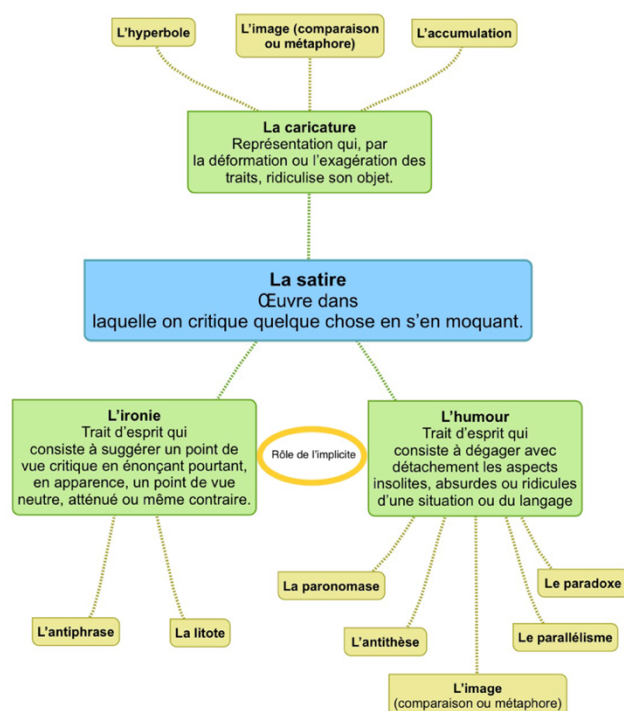 L'hyperbole
L'image (comparaison
ou métaphore)
L'accumulation
La caricature
Représentation qui, par
la déformation ou l'exagération des
traits, ridiculise son objet.
La satire
Œuvre dans
laquelle on critique quelque chose en s'en moquant.
L'ironie
Trait d'esprit qui
consiste à suggérer un point de
vue critique en énonçant pourtant,
en apparence, un point de vue
neutre, atténué ou même contraire.
Rôle de l'implicite
L'humour
Trait d'esprit qui
consiste à dégager avec
détachement les aspects
insolites, absurdes ou ridicules
d'une situation ou du langage
L'antiphrase
La litote
La paronomase
L'antithèse
L'image
(comparaison ou métaphore)
Le parallélisme
Le paradoxe